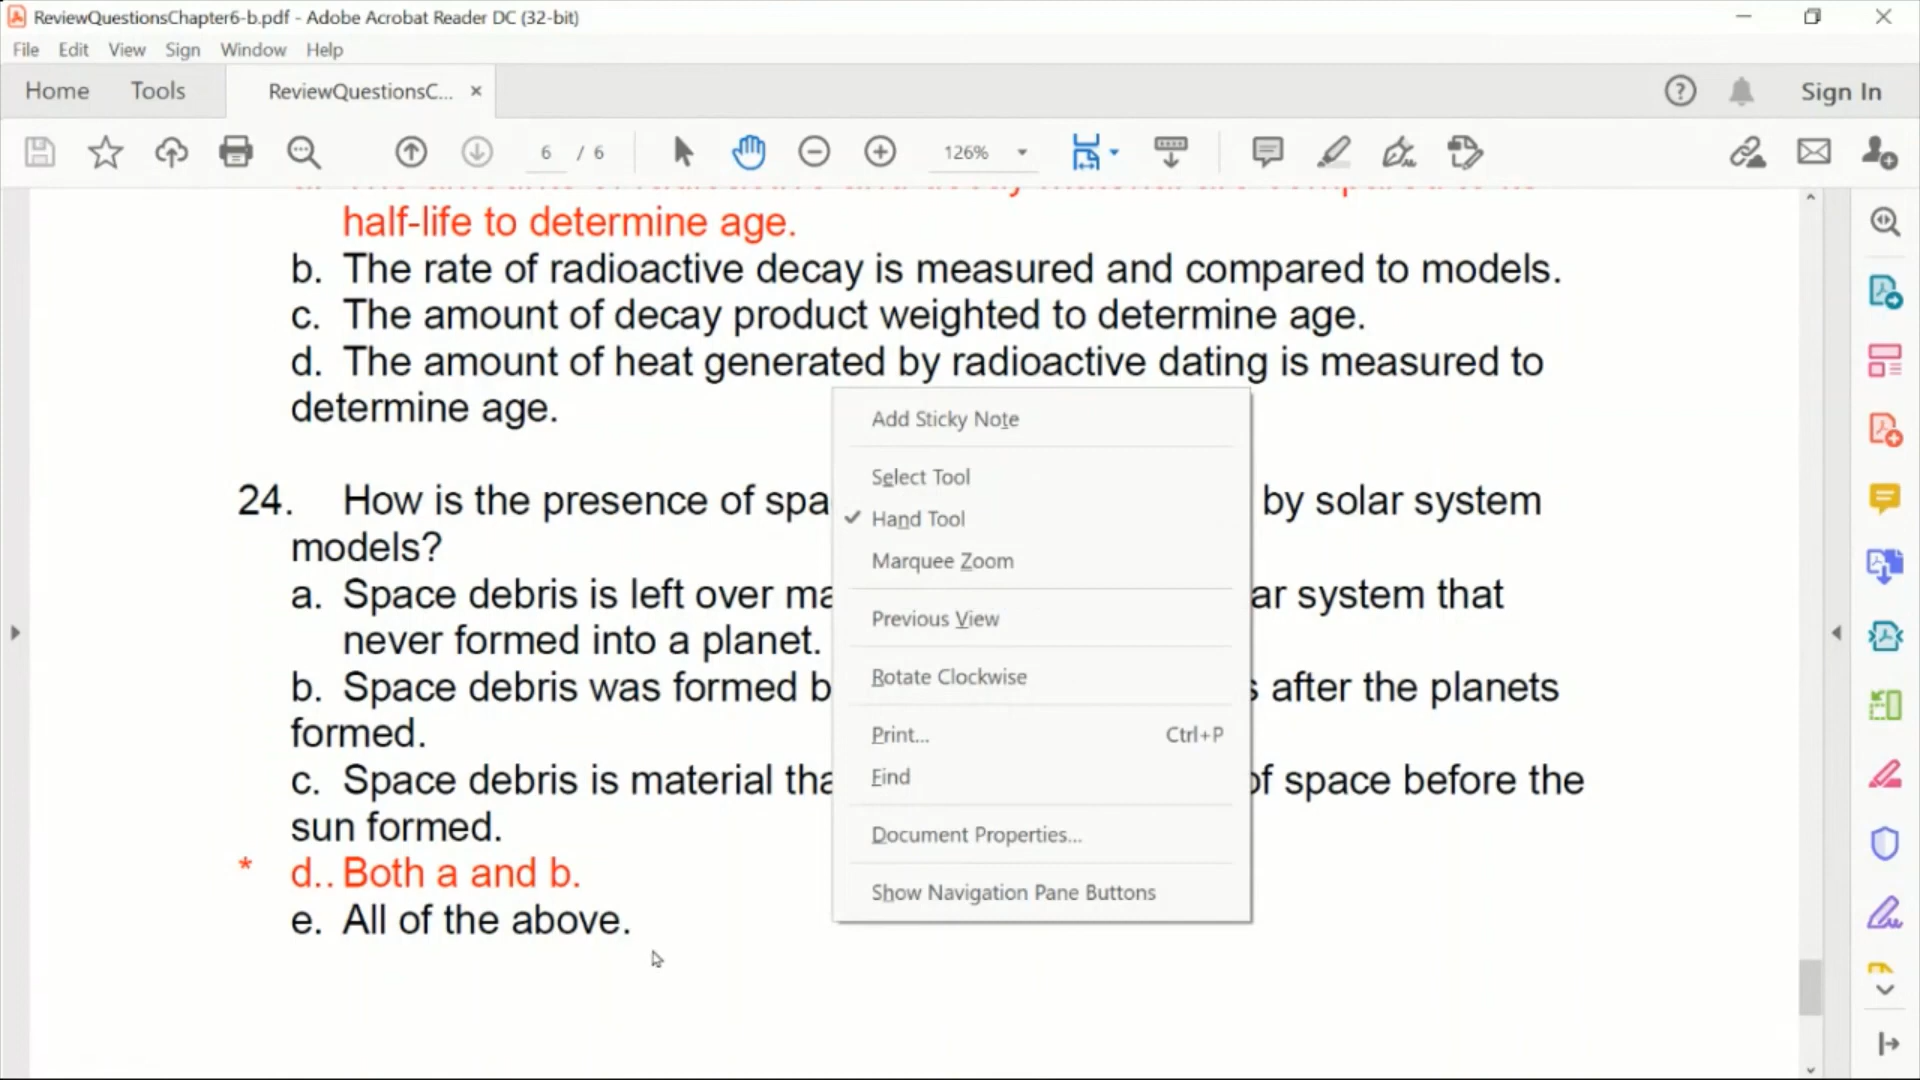 ReviewQuestionsChapter6-b.pdf - Adobe Acrobat Reader DC (32-bit)
File Edit View Sign Window Help
Home Tools ReviewQuestionsC... Sign In
6 / 6 126%
half-life to determine age.
b. The rate of radioactive decay is measured and compared to models.
c. The amount of decay product weighted to determine age.
d. The amount of heat generated by radioactive dating is measured to
determine age.
24. How is the presence of spa by solar system
models?
a. Space debris is left over ma ar system that
never formed into a planet.
b. Space debris was formed b s after the planets
formed.
c. Space debris is material tha of space before the
sun formed.
* d.. Both a and b.
e. All of the above.
Add Sticky Note
Select Tool
Hand Tool
Marquee Zoom
Previous View
Rotate Clockwise
Print... Ctrl+P
Find
Document Properties...
Show Navigation Pane Buttons